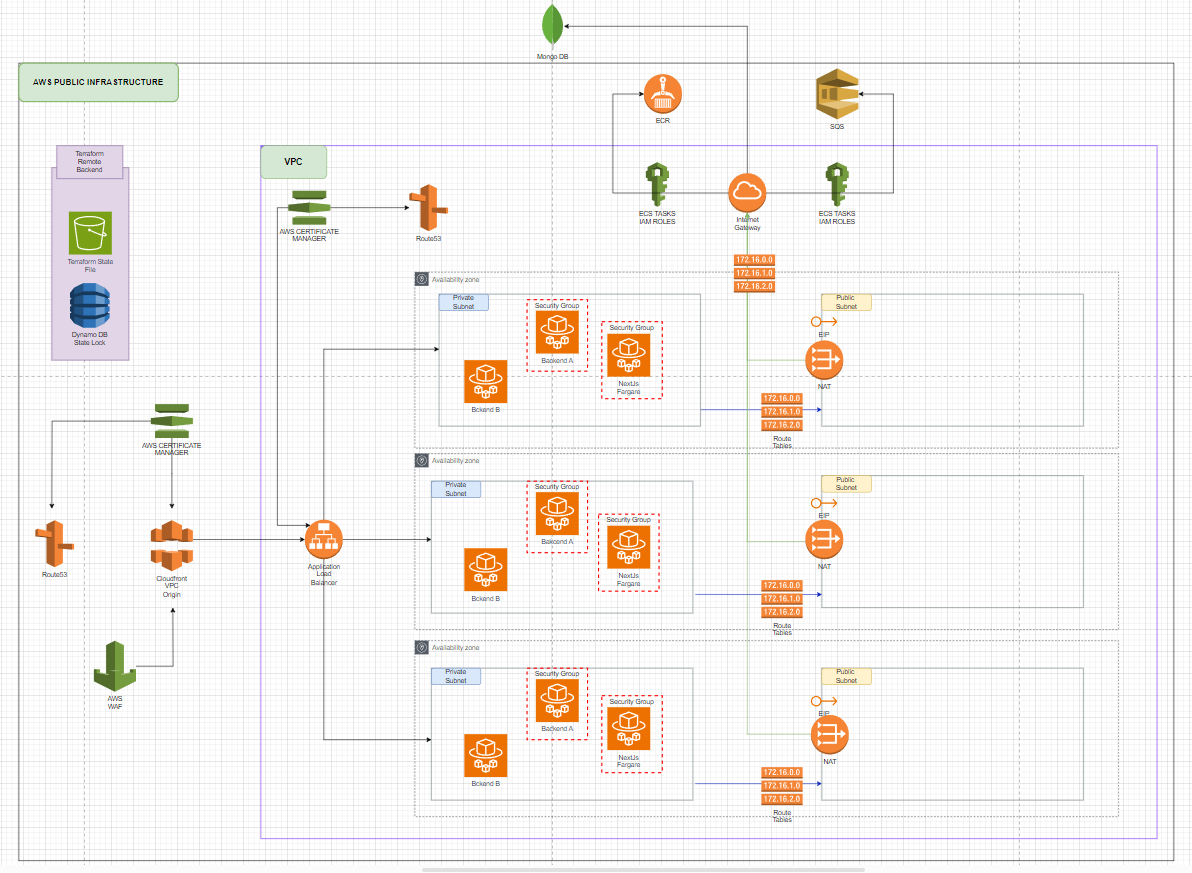 Mongo DB
AWS PUBLIC INFRASTRUCTURE
ECR
SQS
Terraform
Remote
Backend
VPC
ECS TASKS
IAM ROLES
Internet
Gateway
ECS TASKS
IAM ROLES
AWS CERTIFICATE
MANAGER
Route53
Terraform State
File
172.16.0.0
172.16.1.0
172.16.2.0
Availability zone
Private
Subnet
Security Group
Backend A
Security Group
NextJs
Fargare
Bckend B
Public
Subnet
EIP
NAT
172.16.0.0
172.16.1.0
172.16.2.0
Route
Tables
Dynamo DB
State Lock
AWS CERTIFICATE
MANAGER
Availability zone
Private
Subnet
Security Group
Backend A
Security Group
NextJs
Fargare
Bckend B
Public
Subnet
EIP
NAT
172.16.0.0
172.16.1.0
172.16.2.0
Route
Tables
Route53
Cloudfront
VPC
Origin
Application
Load
Balancer
AWS
WAF
Availability zone
Private
Subnet
Security Group
Backend A
Security Group
NextJs
Fargare
Bckend B
Public
Subnet
EIP
NAT
172.16.0.0
172.16.1.0
172.16.2.0
Route
Tables